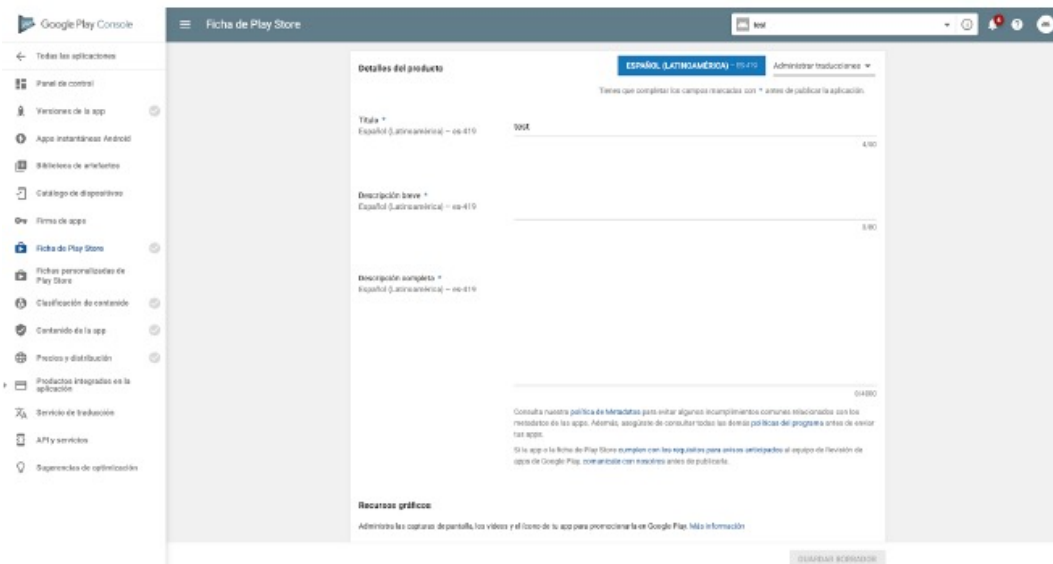 Google Play Console
Ficha de Play Store
test
Todas las aplicaciones
Panel de control
Versiones de la app
Apps instantáneas Android
Biblioteca de artefactos
Catálogo de dispositivos
Firma de apps
Ficha de Play Store
Fichas personalizadas de
Play Store
Clasificación de contenido
Contenido de la app
Precios y distribución
Productos integrados en la
aplicación
Servicio de traducción
API y servicios
Sugerencias de optimización
Detalles del producto
ESPAÑOL (LATINOAMÉRICA) – es-419
Administrar traducciones
Tienes que completar los campos marcados con * antes de publicar la aplicación.
Título *
Español (Latinoamérica) – es-419
test
4/50
Descripción breve *
Español (Latinoamérica) – es-419
0/80
Descripción completa *
Español (Latinoamérica) – es-419
0/4000
Consulta nuestra política de Metadatos para evitar algunos incumplimientos comunes relacionados con los
metadatos de las apps. Además, asegúrate de consultar todas las demás políticas del programa antes de enviar
tus apps.
Si la app o la ficha de Play Store cumplen con los requisitos para avisos anticipados al equipo de Revisión de
apps de Google Play, comunícate con nosotros antes de publicarla.
Recursos gráficos
Administra las capturas de pantalla, los videos y el ícono de tu app para promocionarla en Google Play. Más información
GUARDAR BORRADOR